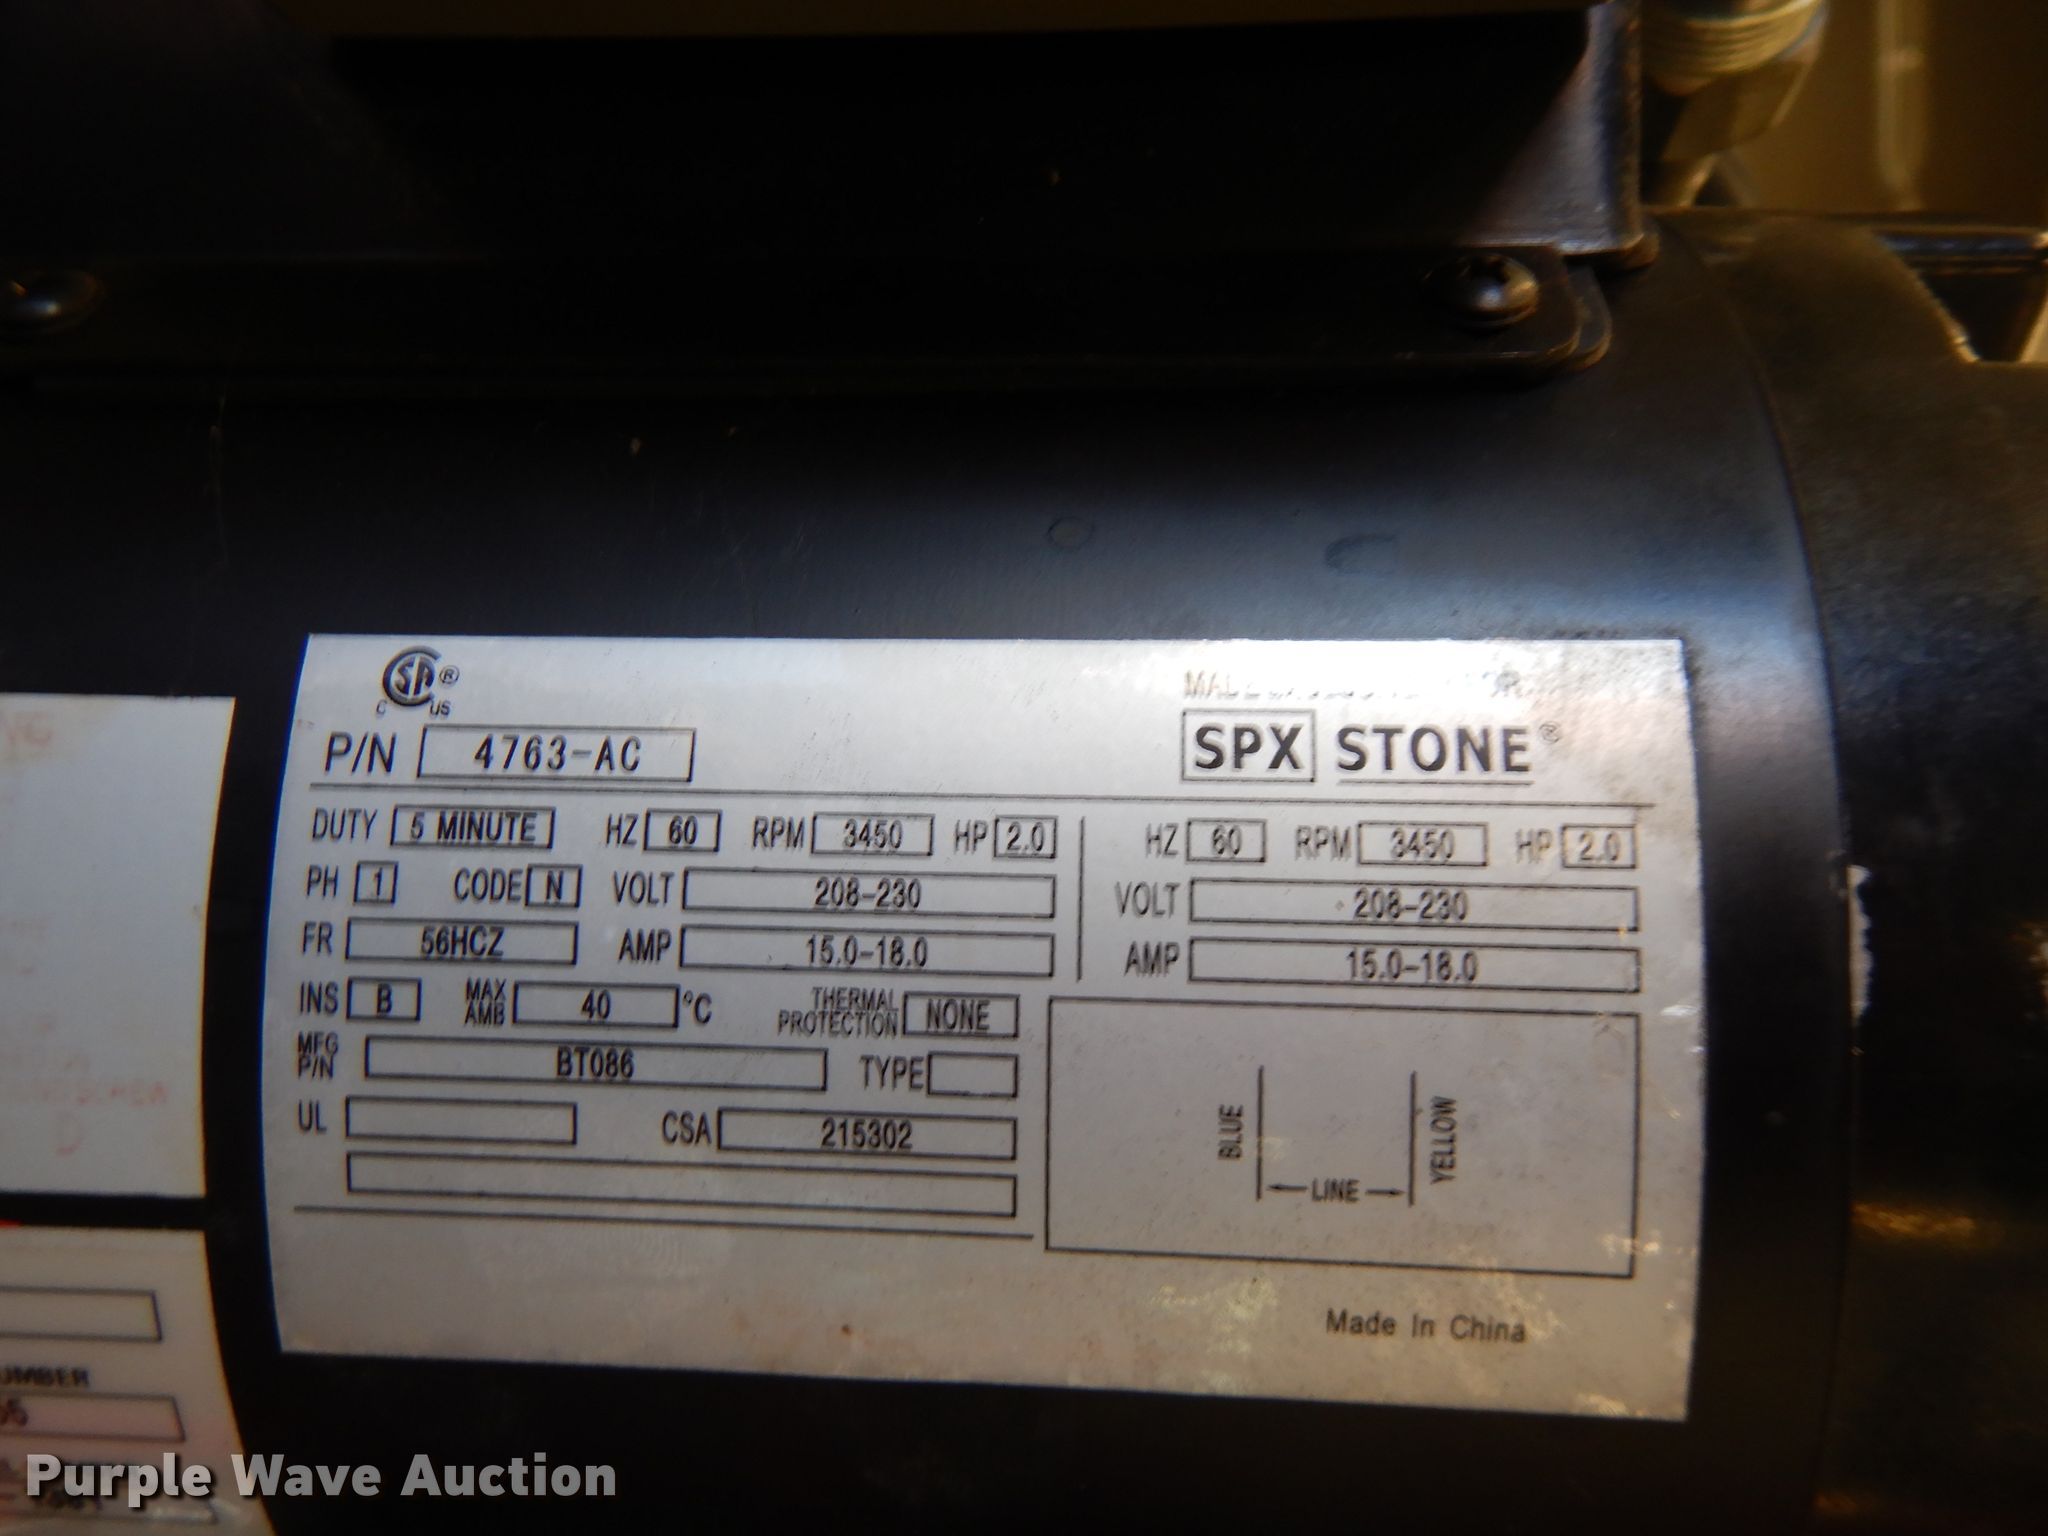 CSA® C US
P/N 4763-AC
SPX STONE®
DUTY 5 MINUTE HZ 60 RPM 3450 HP 2.0 HZ 60 RPM 3450 HP 2.0
PH 1 CODE N VOLT 208-230 VOLT 208-230
FR 56HCZ AMP 15.0-18.0 AMP 15.0-18.0
INS B MAX AMB 40 °C THERMAL PROTECTION NONE
MFG P/N BT086 TYPE
UL CSA 215302
BLUE
LINE
YELLOW
Made In China
Purple Wave Auction